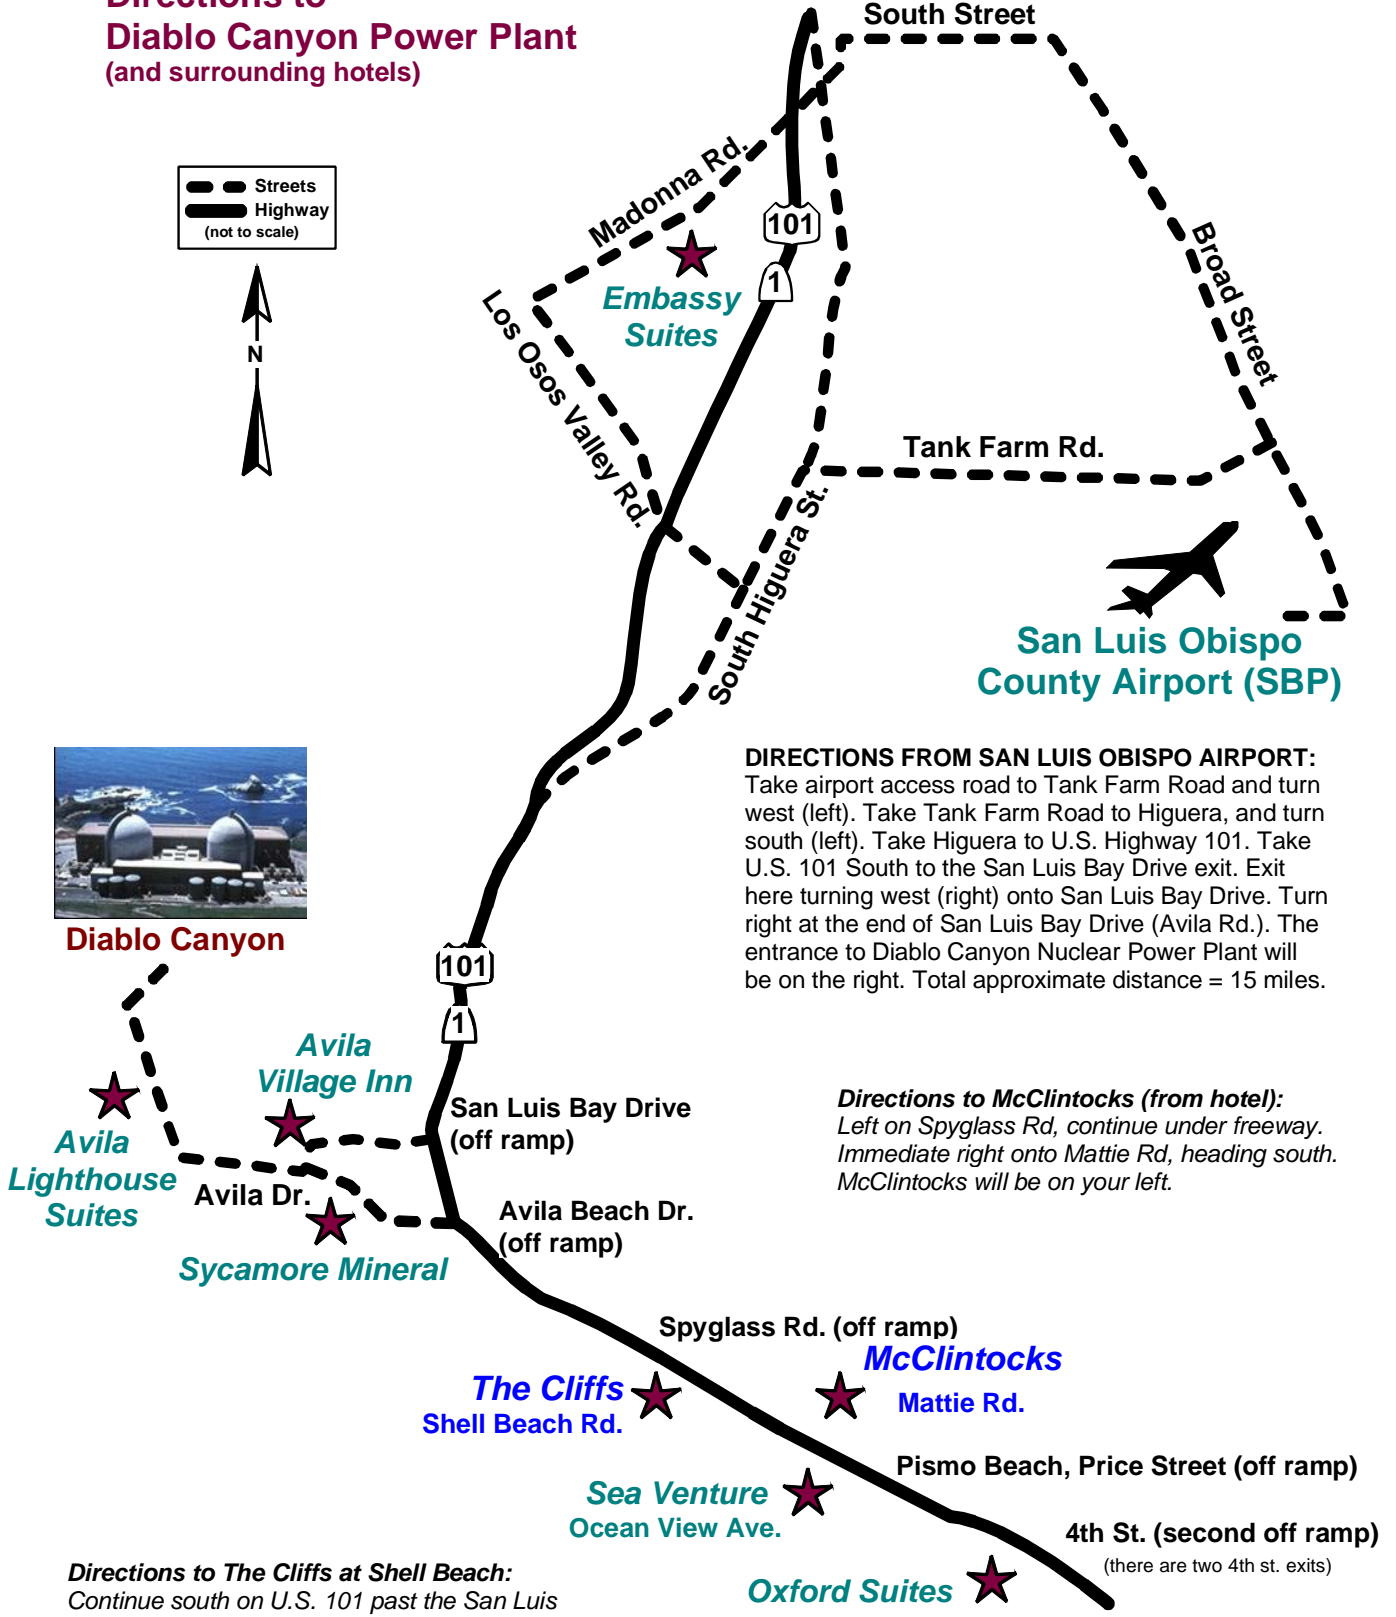 Directions to
Diablo Canyon Power Plant
(and surrounding hotels)
South Street
Streets
Highway
(not to scale)
N
Madonna Rd.
101
1
Embassy
Suites
Los Osos Valley Rd.
Broad Street
Tank Farm Rd.
South Higuera St.
San Luis Obispo
County Airport (SBP)
DIRECTIONS FROM SAN LUIS OBISPO AIRPORT:
Take airport access road to Tank Farm Road and turn
west (left). Take Tank Farm Road to Higuera, and turn
south (left). Take Higuera to U.S. Highway 101. Take
U.S. 101 South to the San Luis Bay Drive exit. Exit
here turning west (right) onto San Luis Bay Drive. Turn
right at the end of San Luis Bay Drive (Avila Rd.). The
entrance to Diablo Canyon Nuclear Power Plant will
be on the right. Total approximate distance = 15 miles.
Diablo Canyon
101
1
Avila
Village Inn
San Luis Bay Drive
(off ramp)
Avila
Lighthouse
Suites
Avila Dr.
Sycamore Mineral
Avila Beach Dr.
(off ramp)
Directions to McClintocks (from hotel):
Left on Spyglass Rd, continue under freeway.
Immediate right onto Mattie Rd, heading south.
McClintocks will be on your left.
Spyglass Rd. (off ramp)
McClintocks
Mattie Rd.
The Cliffs
Shell Beach Rd.
Pismo Beach, Price Street (off ramp)
Sea Venture
Ocean View Ave.
4th St. (second off ramp)
(there are two 4th st. exits)
Oxford Suites
Directions to The Cliffs at Shell Beach:
Continue south on U.S. 101 past the San Luis